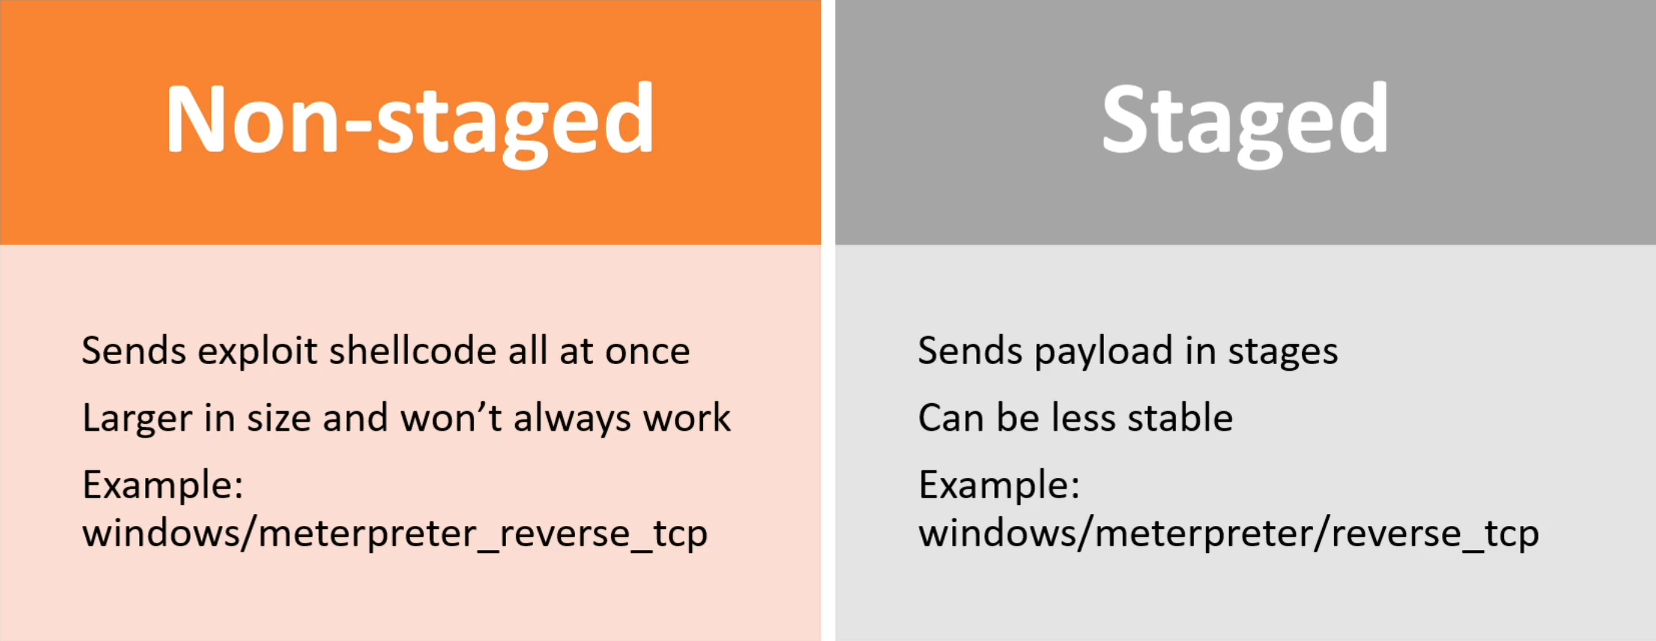 Non-staged
Sends exploit shellcode all at once
Larger in size and won’t always work
Example:
windows/meterpreter_reverse_tcp
Staged
Sends payload in stages
Can be less stable
Example:
windows/meterpreter/reverse_tcp